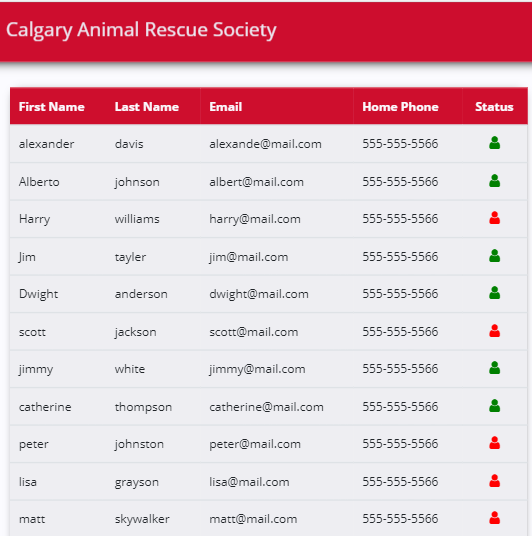 Calgary Animal Rescue Society
First Name Last Name Email Home Phone Status
alexander davis alexande@mail.com 555-555-5566
Alberto johnson albert@mail.com 555-555-5566
Harry williams harry@mail.com 555-555-5566
Jim tayler jim@mail.com 555-555-5566
Dwight anderson dwight@mail.com 555-555-5566
scott jackson scott@mail.com 555-555-5566
jimmy white jimmy@mail.com 555-555-5566
catherine thompson catherine@mail.com 555-555-5566
peter johnston peter@mail.com 555-555-5566
lisa grayson lisa@mail.com 555-555-5566
matt skywalker matt@mail.com 555-555-5566